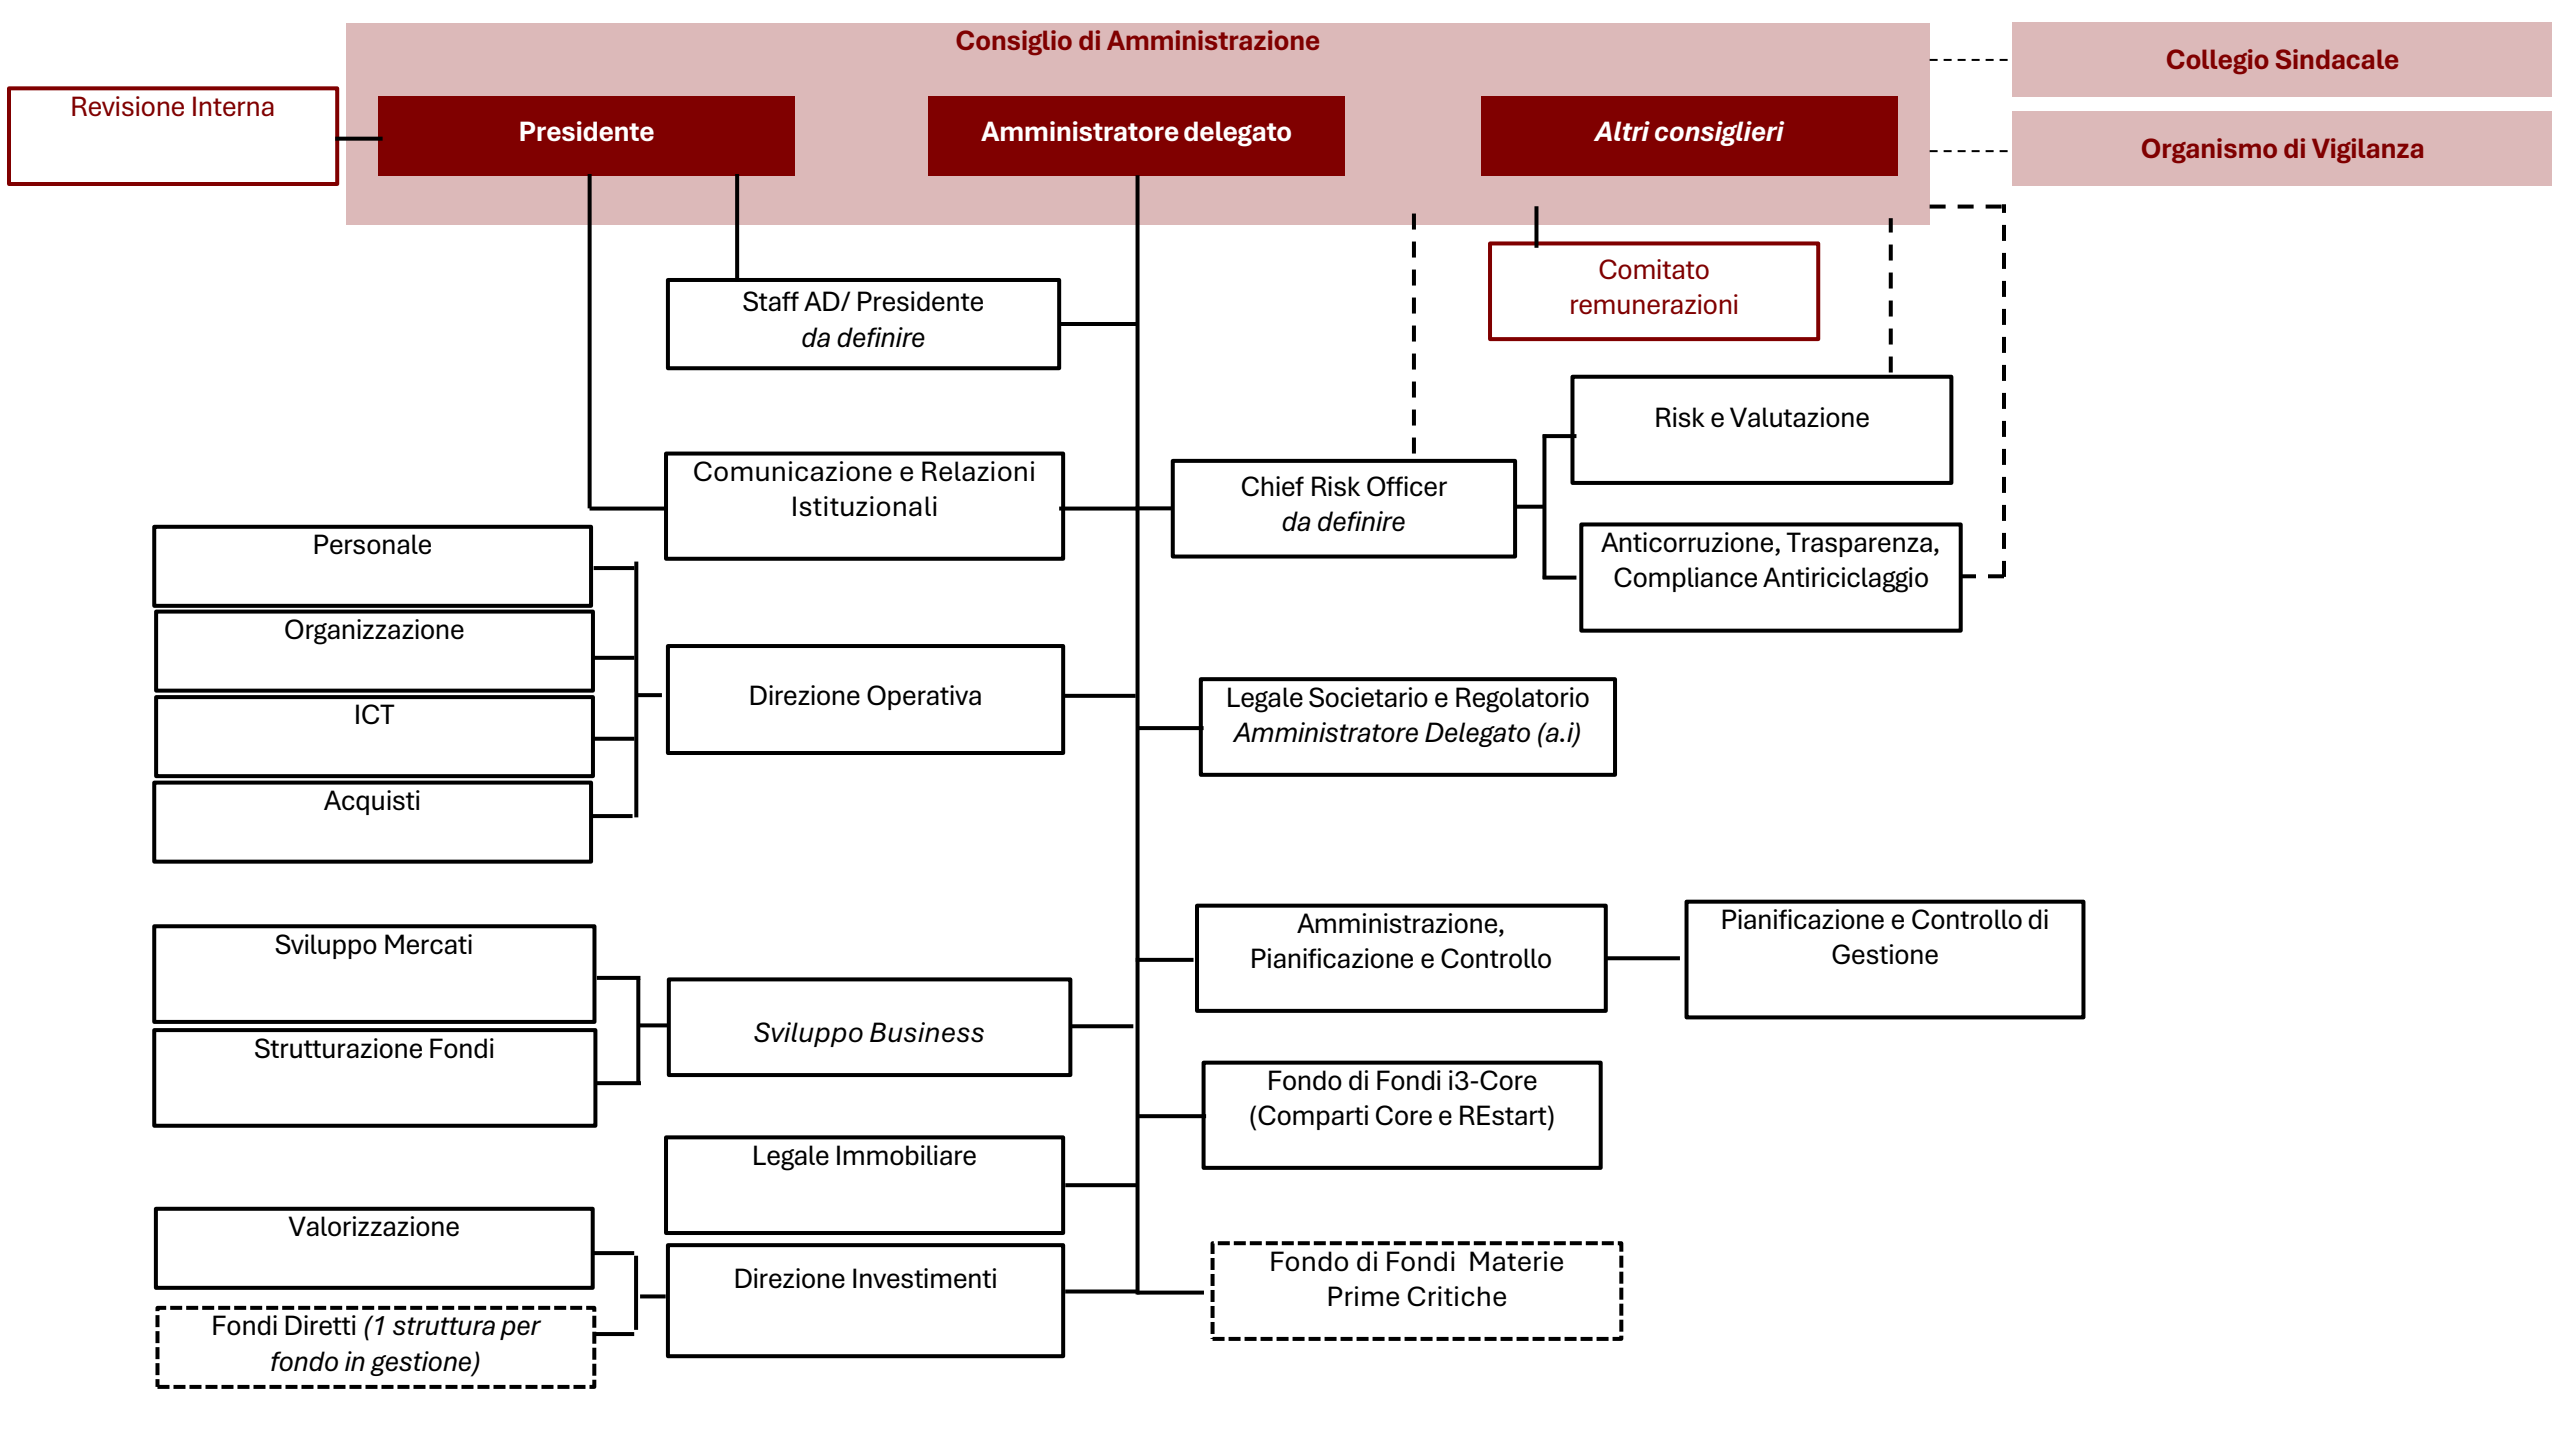 Consiglio di Amministrazione
Collegio Sindacale
Revisione Interna
Presidente
Amministratore delegato
Altri consiglieri
Organismo di Vigilanza
Comitato
remunerazioni
Staff AD/ Presidente
da definire
Risk e Valutazione
Comunicazione e Relazioni
Istituzionali
Chief Risk Officer
da definire
Anticorruzione, Trasparenza,
Compliance Antiriciclaggio
Personale
Organizzazione
ICT
Acquisti
Direzione Operativa
Legale Societario e Regolatorio
Amministratore Delegato (a.i)
Amministrazione,
Pianificazione e Controllo
Pianificazione e Controllo di
Gestione
Sviluppo Mercati
Strutturazione Fondi
Sviluppo Business
Fondo di Fondi i3-Core
(Comparti Core e REstart)
Legale Immobiliare
Valorizzazione
Fondi Diretti (1 struttura per
fondo in gestione)
Direzione Investimenti
Fondo di Fondi  Materie
Prime Critiche